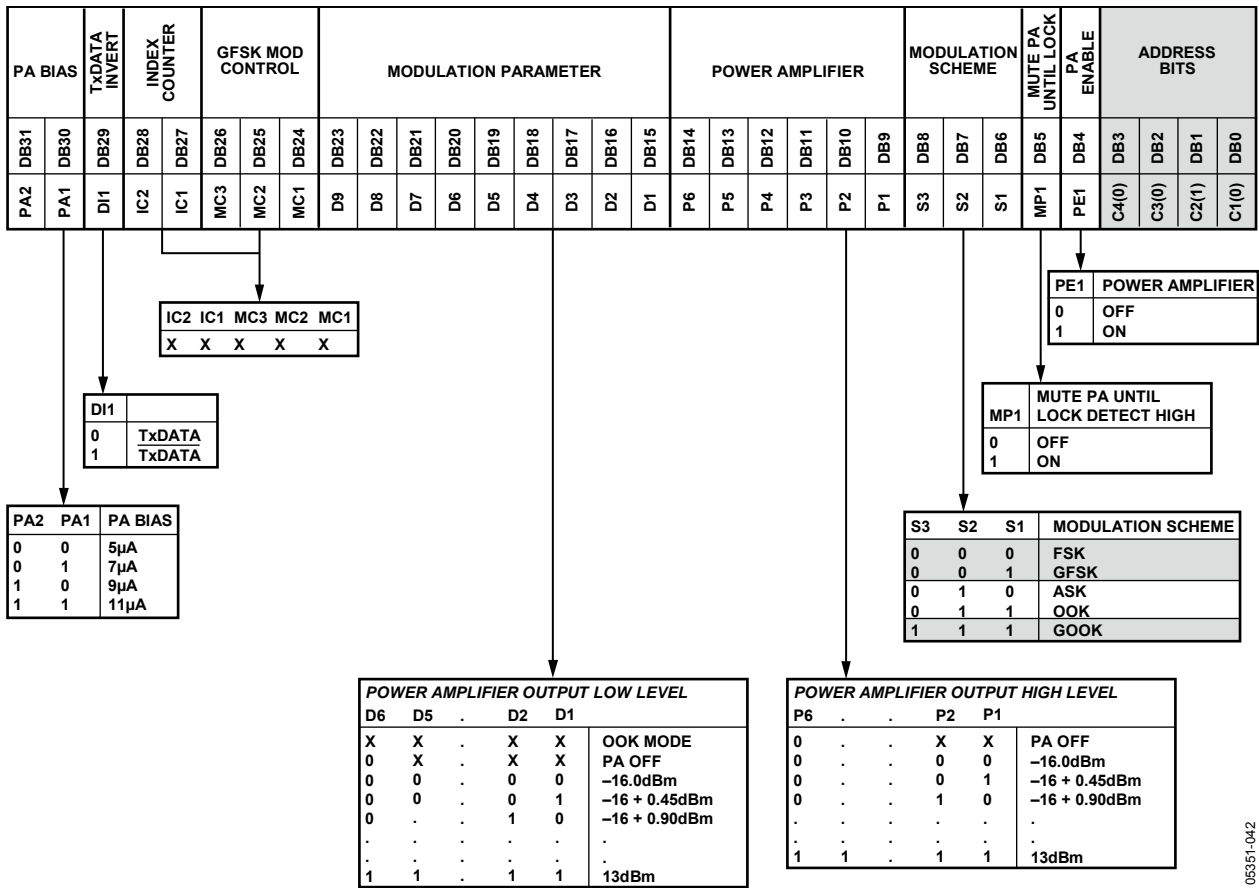 PA BIAS
TxDATA INVERT
INDEX COUNTER
GFSK MOD CONTROL
MODULATION PARAMETER
POWER AMPLIFIER
MODULATION SCHEME
MUTE PA UNTIL LOCK
PA ENABLE
ADDRESS BITS
DB31 DB30 DB29 DB28 DB27 DB26 DB25 DB24 DB23 DB22 DB21 DB20 DB19 DB18 DB17 DB16 DB15 DB14 DB13 DB12 DB11 DB10 DB9 DB8 DB7 DB6 DB5 DB4 DB3 DB2 DB1 DB0
PA2 PA1 DI1 IC2 IC1 MC3 MC2 MC1 D9 D8 D7 D6 D5 D4 D3 D2 D1 P6 P5 P4 P3 P2 P1 S3 S2 S1 MP1 PE1 C4(0) C3(0) C2(1) C1(0)
PE1 POWER AMPLIFIER
0 OFF
1 ON
IC2 IC1 MC3 MC2 MC1
X X X X X
MUTE PA UNTIL
MP1 LOCK DETECT HIGH
0 OFF
1 ON
DI1
0 TxDATA
1 TxDATA
PA2 PA1 PA BIAS
0 0 5µA
0 1 7µA
1 0 9µA
1 1 11µA
S3 S2 S1 MODULATION SCHEME
0 0 0 FSK
0 0 1 GFSK
0 1 0 ASK
0 1 1 OOK
1 1 1 GOOK
POWER AMPLIFIER OUTPUT LOW LEVEL
D6 D5 . D2 D1
X X . X X OOK MODE
0 X . X X PA OFF
0 0 . 0 0 –16.0dBm
0 0 . 0 1 –16 + 0.45dBm
0 . . 1 0 –16 + 0.90dBm
. . . . . .
. . . . . .
1 1 . 1 1 13dBm
POWER AMPLIFIER OUTPUT HIGH LEVEL
P6 . . P2 P1
0 . . X X PA OFF
0 . . 0 0 –16.0dBm
0 . . 0 1 –16 + 0.45dBm
0 . . 1 0 –16 + 0.90dBm
. . . . . .
. . . . . .
1 1 . 1 1 13dBm
05351-042